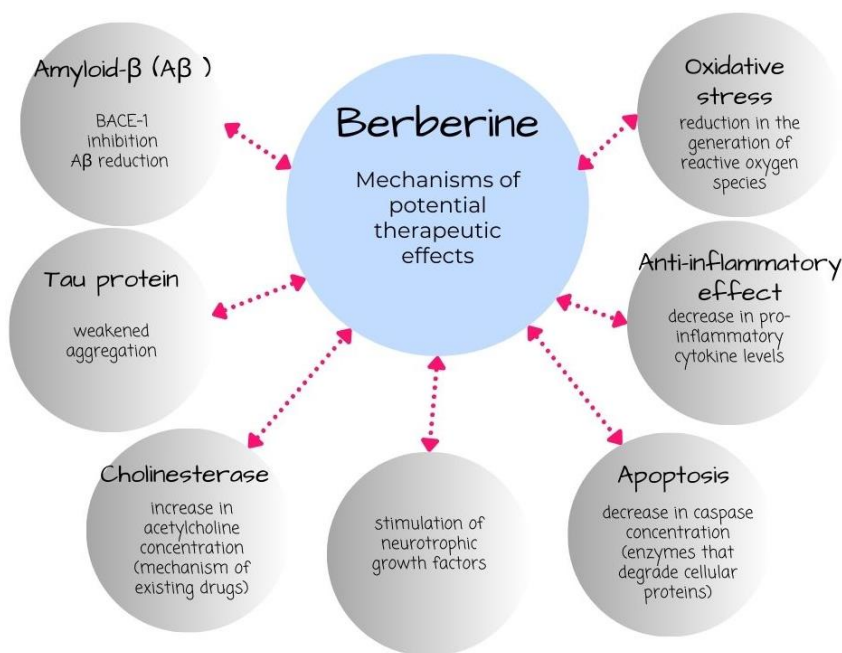 Amyloid-β (Aβ )
BACE-1
inhibition
Aβ reduction
Berberine
Mechanisms of
potential
therapeutic
effects
Oxidative
stress
reduction in the
generation of
reactive oxygen
species
Tau protein
weakened
aggregation
Anti-inflammatory
effect
decrease in pro-
inflammatory
cytokine levels
Cholinesterase
increase in
acetylcholine
concentration
(mechanism of
existing drugs)
stimulation of
neurotrophic
growth factors
Apoptosis
decrease in caspase
concentration
(enzymes that
degrade cellular
proteins)